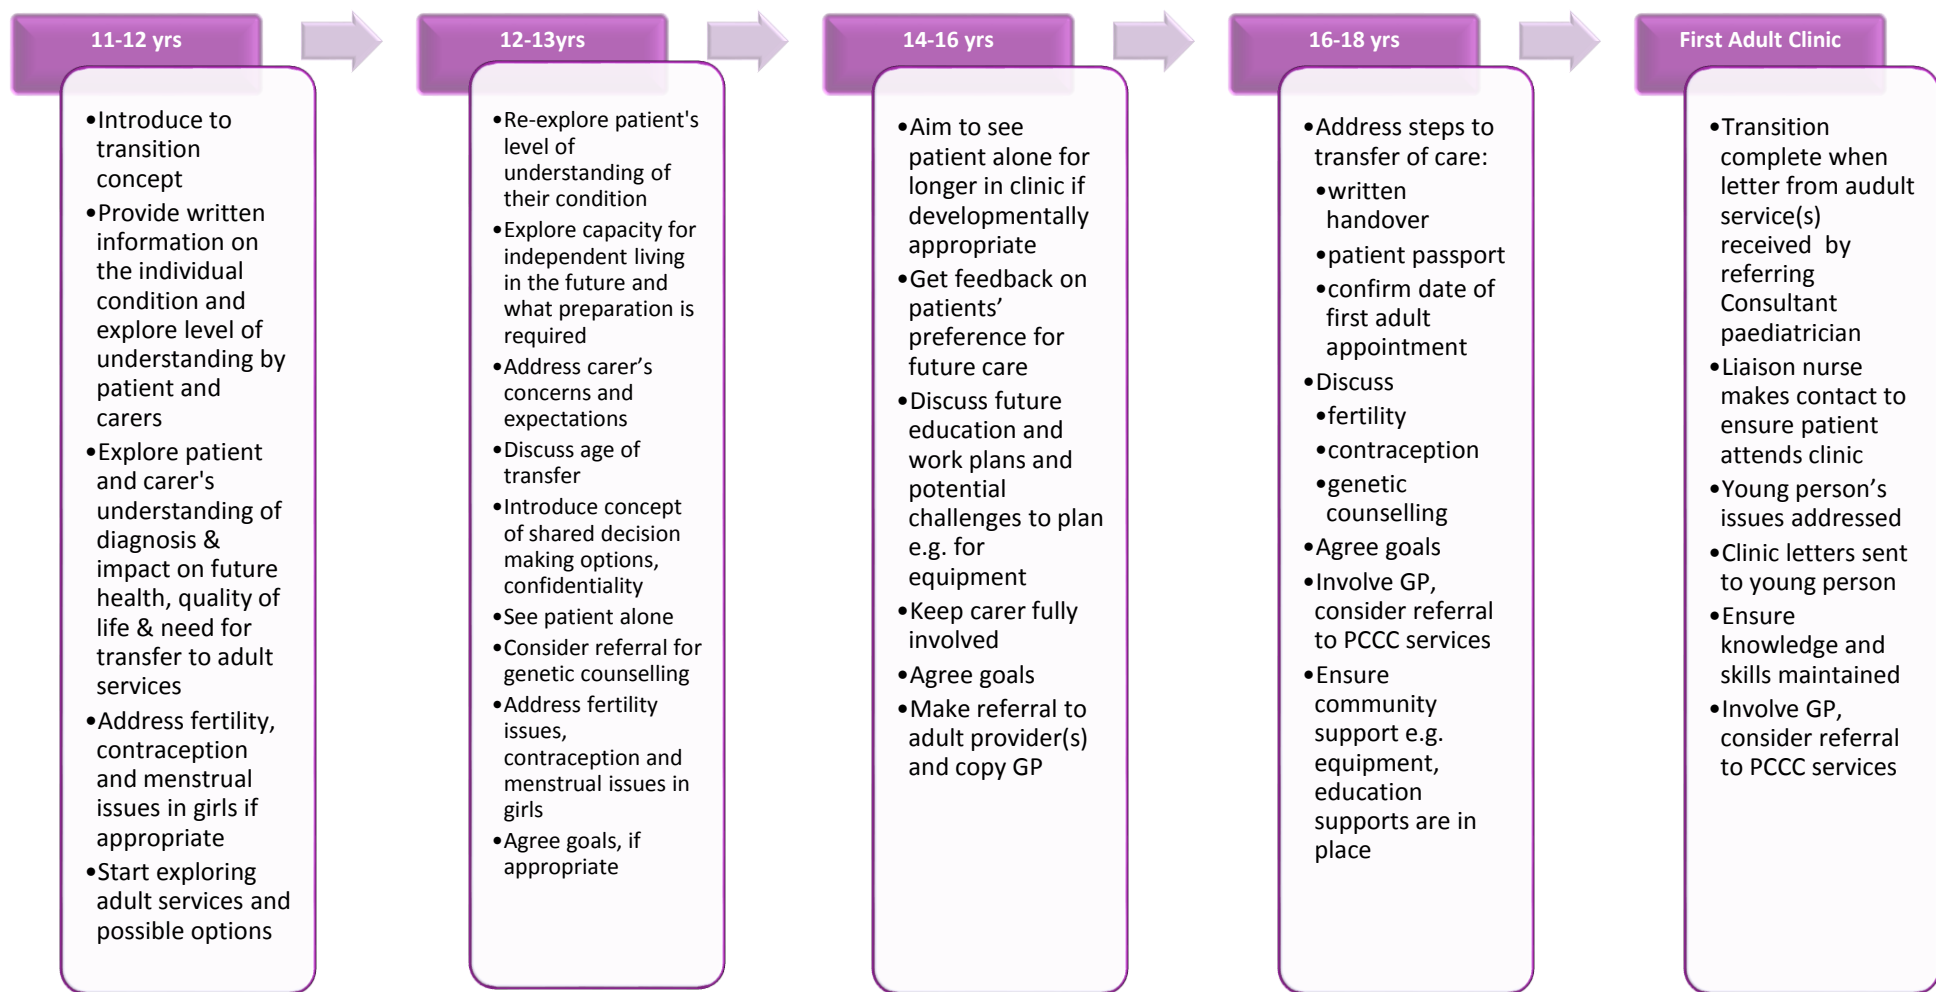 11-12 yrs
•Introduce to
transition
concept
•Provide written
information on
the individual
condition and
explore level of
understanding by
patient and
carers
•Explore patient
and carer's
understanding of
diagnosis &
impact on future
health, quality of
life & need for
transfer to adult
services
•Address fertility,
contraception
and menstrual
issues in girls if
appropriate
•Start exploring
adult services and
possible options
12-13yrs
•Re-explore patient's
level of
understanding of
their condition
•Explore capacity for
independent living
in the future and
what preparation is
required
•Address carer’s
concerns and
expectations
•Discuss age of
transfer
•Introduce concept
of shared decision
making options,
confidentiality
•See patient alone
•Consider referral for
genetic counselling
•Address fertility
issues,
contraception and
menstrual issues in
girls
•Agree goals, if
appropriate
14-16 yrs
•Aim to see
patient alone for
longer in clinic if
developmentally
appropriate
•Get feedback on
patients’
preference for
future care
•Discuss future
education and
work plans and
potential
challenges to plan
e.g. for
equipment
•Keep carer fully
involved
•Agree goals
•Make referral to
adult provider(s)
and copy GP
16-18 yrs
•Address steps to
transfer of care:
•written
handover
•patient passport
•confirm date of
first adult
appointment
•Discuss
•fertility
•contraception
•genetic
counselling
•Agree goals
•Involve GP,
consider referral
to PCCC services
•Ensure
community
support e.g.
equipment,
education
supports are in
place
First Adult Clinic
•Transition
complete when
letter from audult
service(s)
received by
referring
Consultant
paediatrician
•Liaison nurse
makes contact to
ensure patient
attends clinic
•Young person’s
issues addressed
•Clinic letters sent
to young person
•Ensure
knowledge and
skills maintained
•Involve GP,
consider referral
to PCCC services